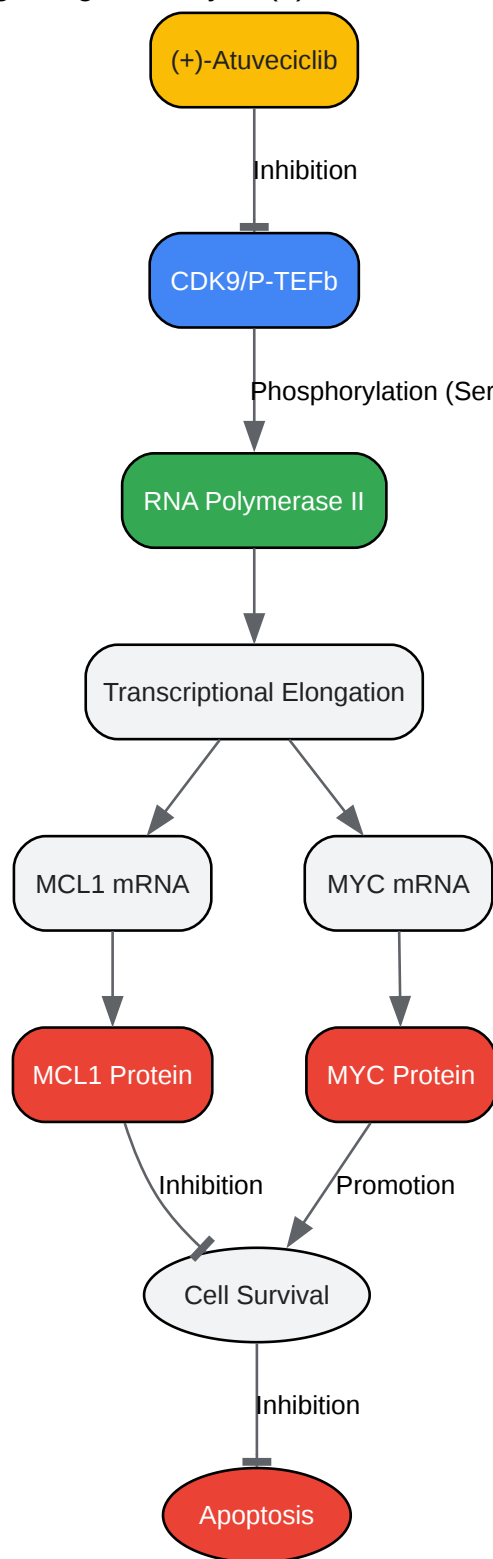 (+)-Atuveciclib
Inhibition
CDK9/P-TEFb
Phosphorylation (Ser
RNA Polymerase II
Transcriptional Elongation
MCL1 mRNA
MYC mRNA
MCL1 Protein
MYC Protein
Inhibition
Promotion
Cell Survival
Inhibition
Apoptosis